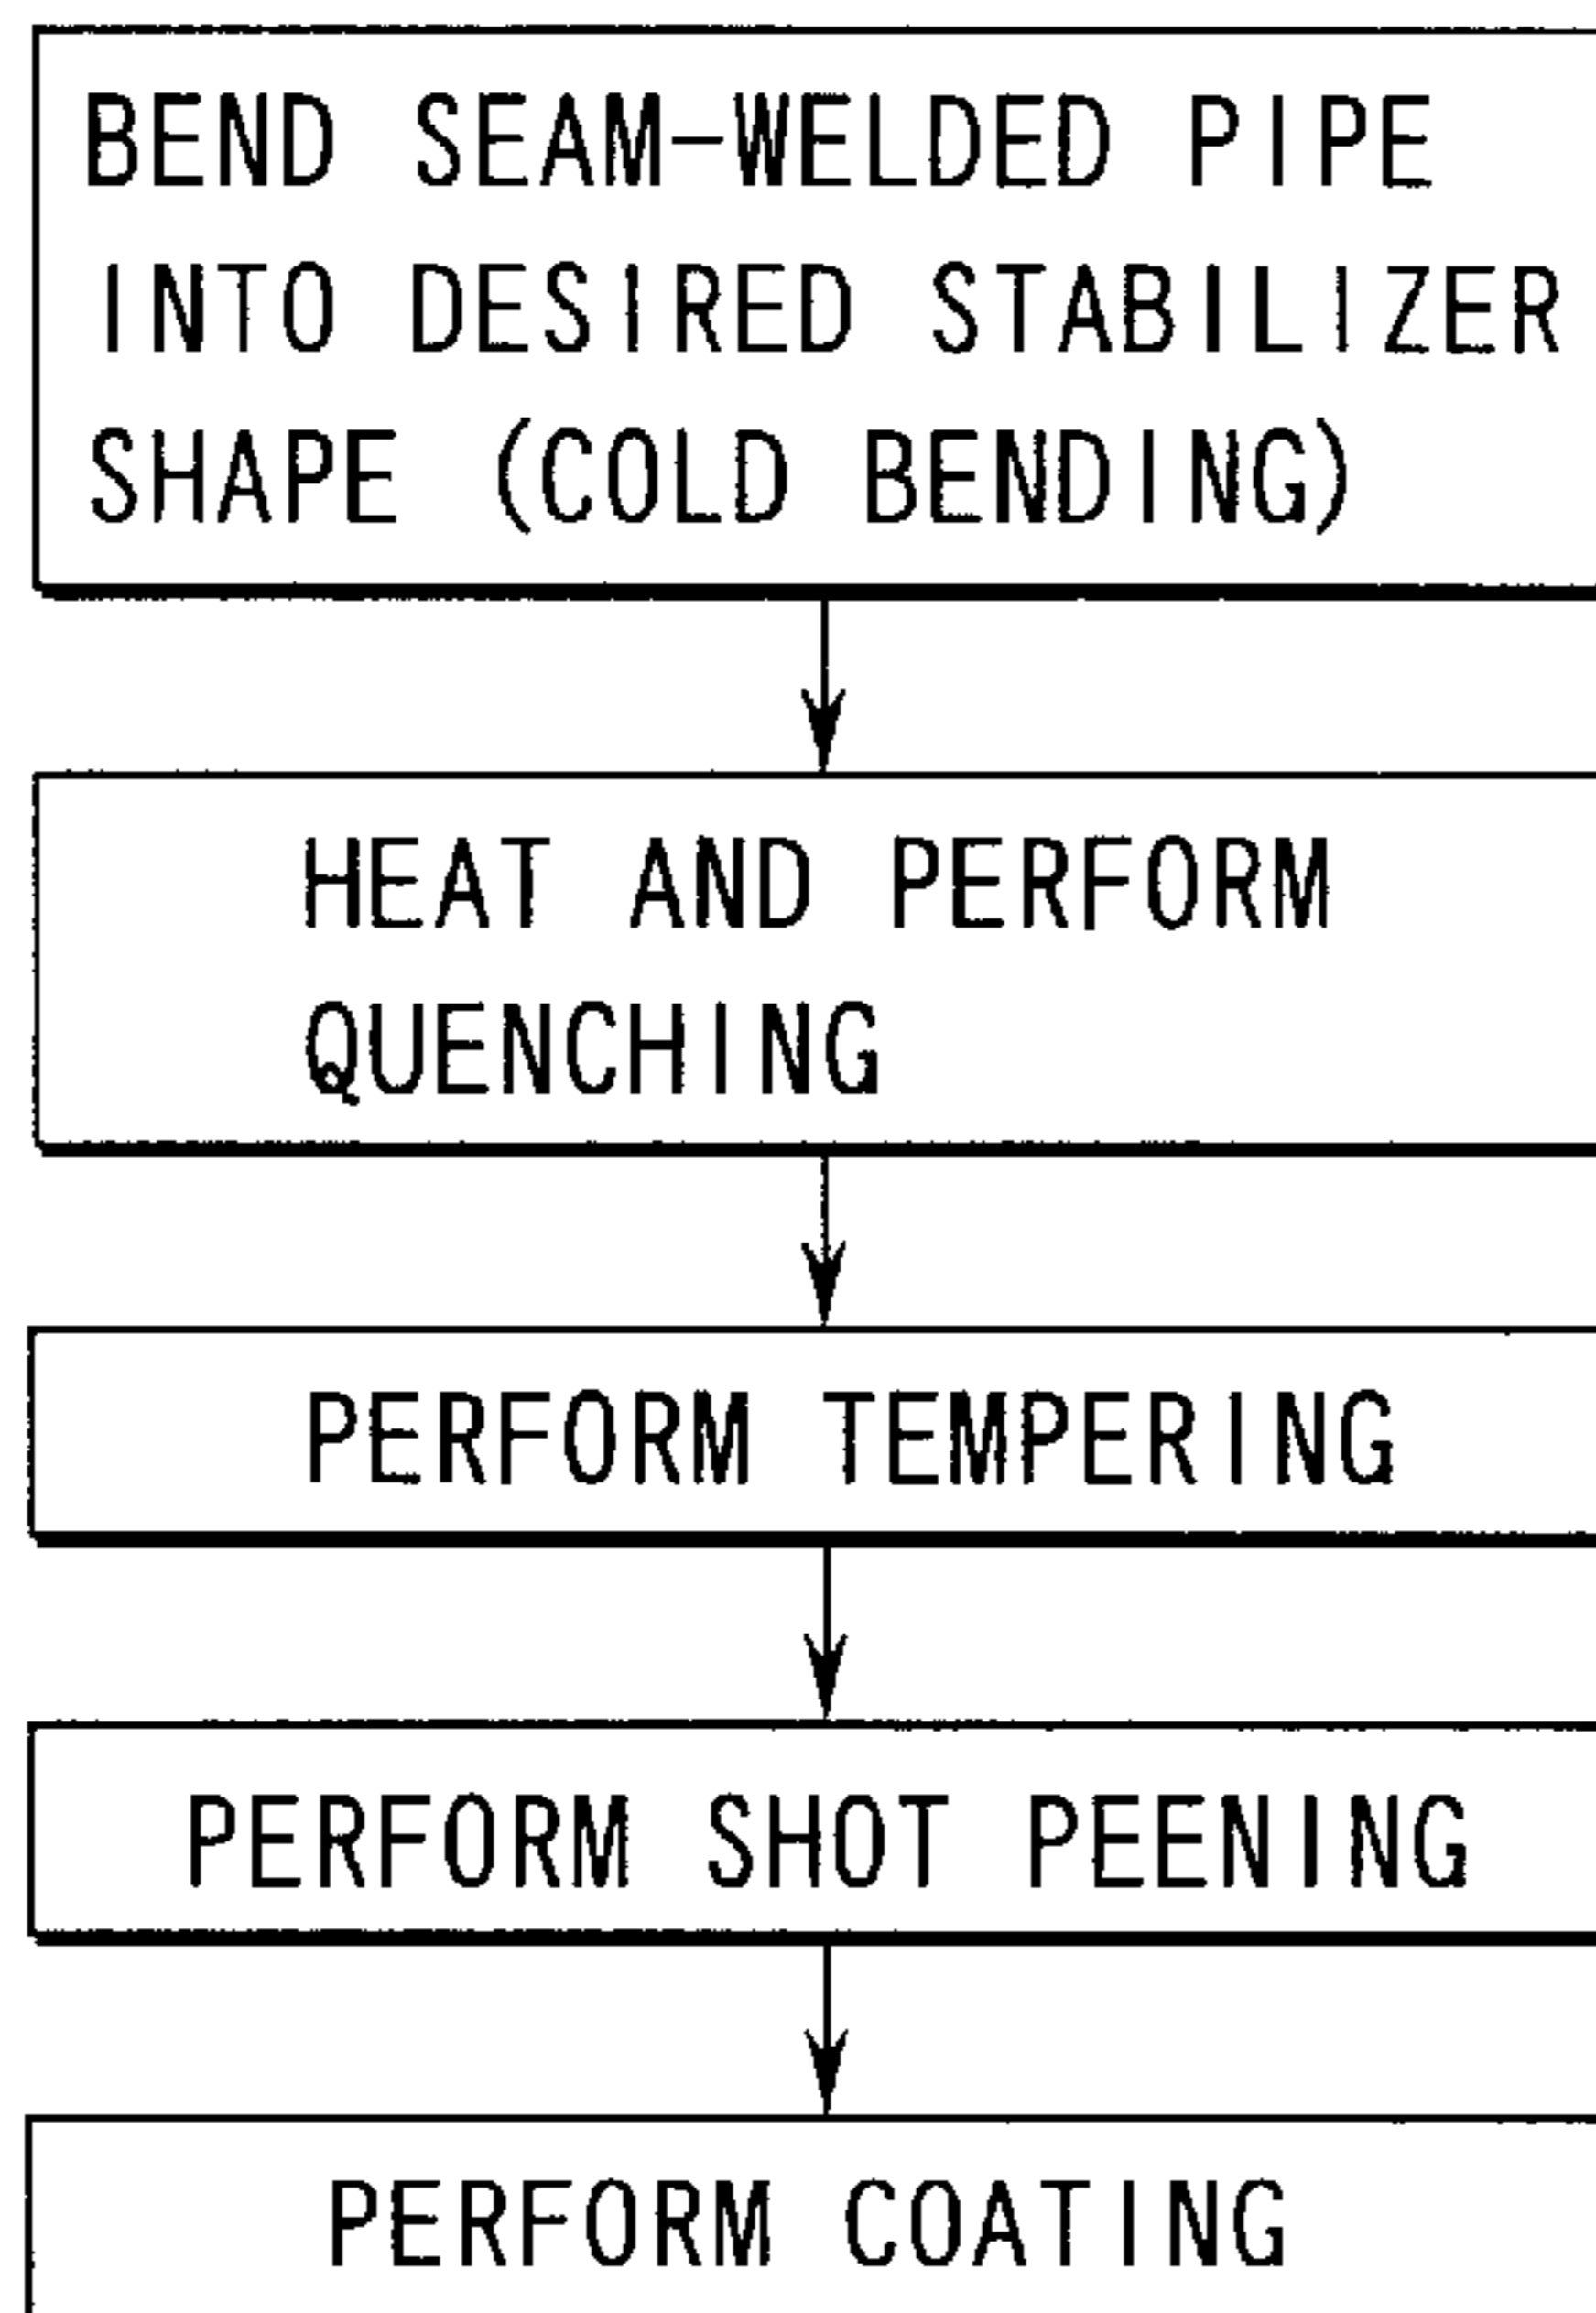 BEND SEAM-WELDED PIPE
INTO DESIRED STABILIZER
SHAPE (COLD BENDING)
HEAT AND PERFORM
QUENCHING
PERFORM TEMPERING
PERFORM SHOT PEENING
PERFORM COATING